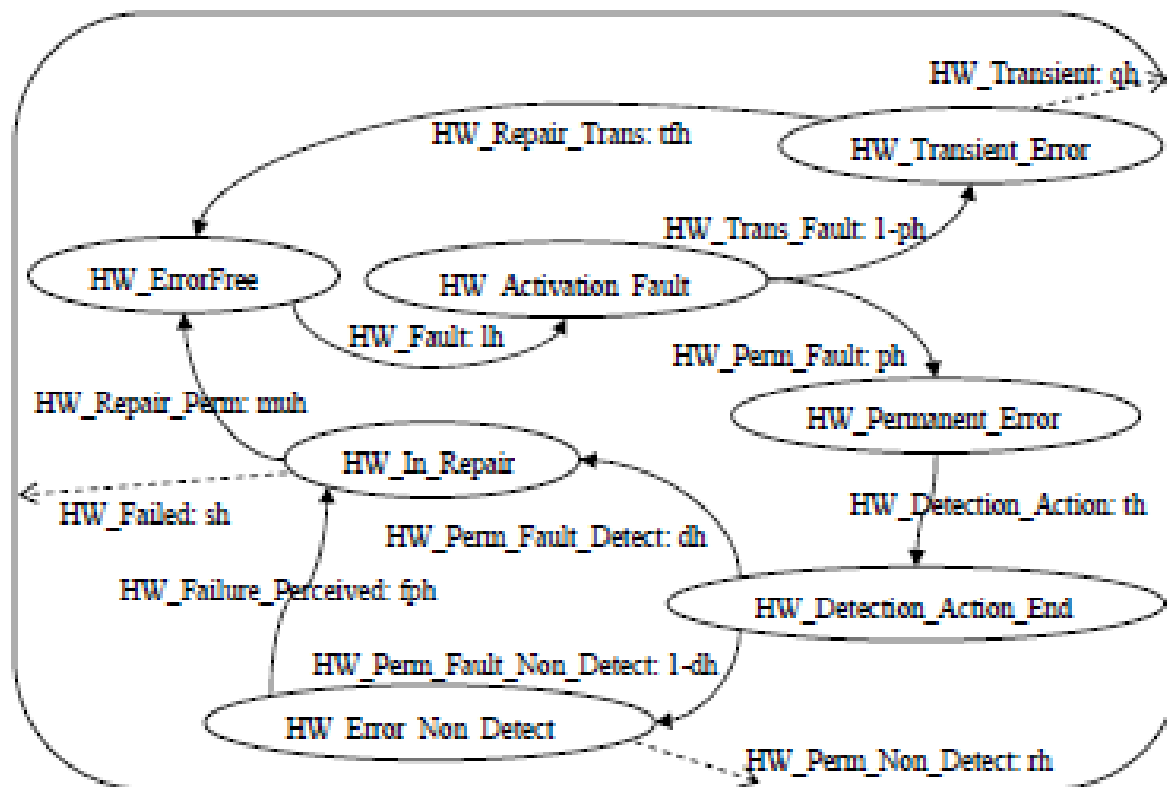 HW_Transient: qh
HW_Repair_Trans: tfh
HW_Transient_Error
HW_Trans_Fault: 1-ph
HW_ErrorFree
HW_Activation_Fault
HW_Fault: lh
HW_Perm_Fault: ph
HW_Repair_Perm: muh
HW_Permanent_Error
HW_In_Repair
HW_Failed: sh
HW_Detection_Action: th
HW_Perm_Fault_Detect: dh
HW_Failure_Perceived: fph
HW_Detection_Action_End
HW_Perm_Fault_Non_Detect: 1-dh
HW_Error_Non_Detect
HW_Perm_Non_Detect: rh